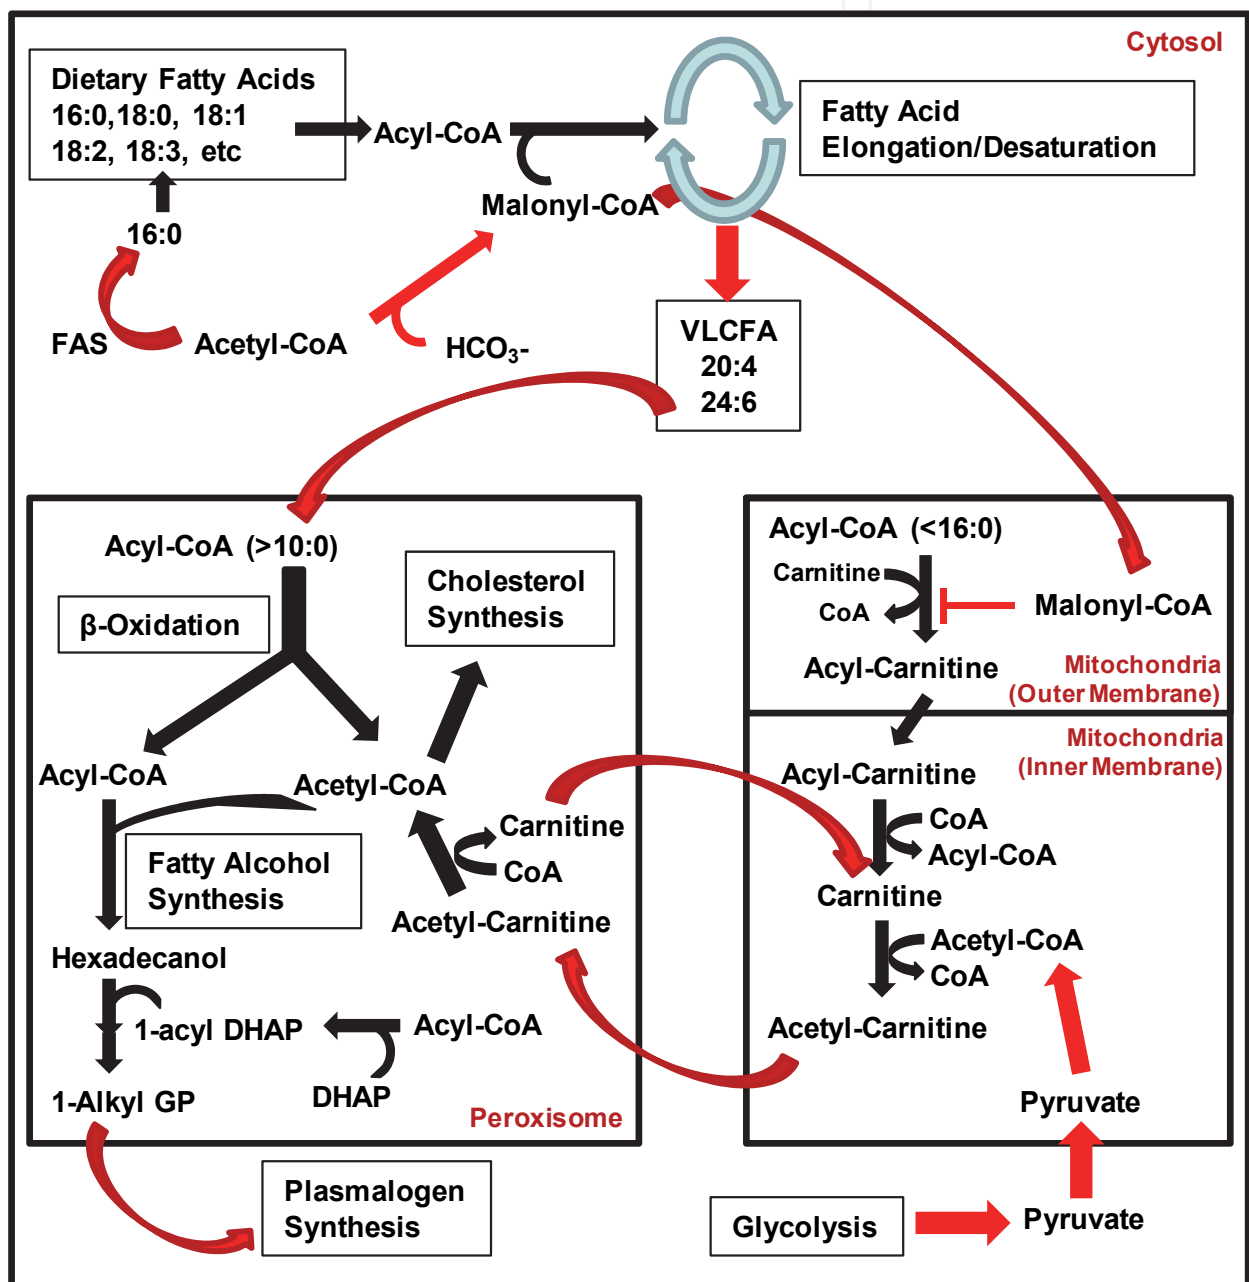 Cytosol
Dietary Fatty Acids
16:0,18:0, 18:1
18:2, 18:3, etc
Acyl-CoA
Fatty Acid
Elongation/Desaturation
Malonyl-CoA
16:0
FAS
Acetyl-CoA
HCO₃-
VLCFA
20:4
24:6
Acyl-CoA (>10:0)
β-Oxidation
Cholesterol
Synthesis
Acyl-CoA
Acetyl-CoA
Carnitine
CoA
Fatty Alcohol
Synthesis
Acetyl-Carnitine
Hexadecanol
1-acyl DHAP
Acyl-CoA
1-Alkyl GP
DHAP
Peroxisome
Plasmalogen
Synthesis
Acyl-CoA (<16:0)
Carnitine
CoA
Malonyl-CoA
Acyl-Carnitine
Mitochondria
(Outer Membrane)
Mitochondria
(Inner Membrane)
Acyl-Carnitine
CoA
Acyl-CoA
Carnitine
Acetyl-CoA
CoA
Acetyl-Carnitine
Pyruvate
Glycolysis
Pyruvate